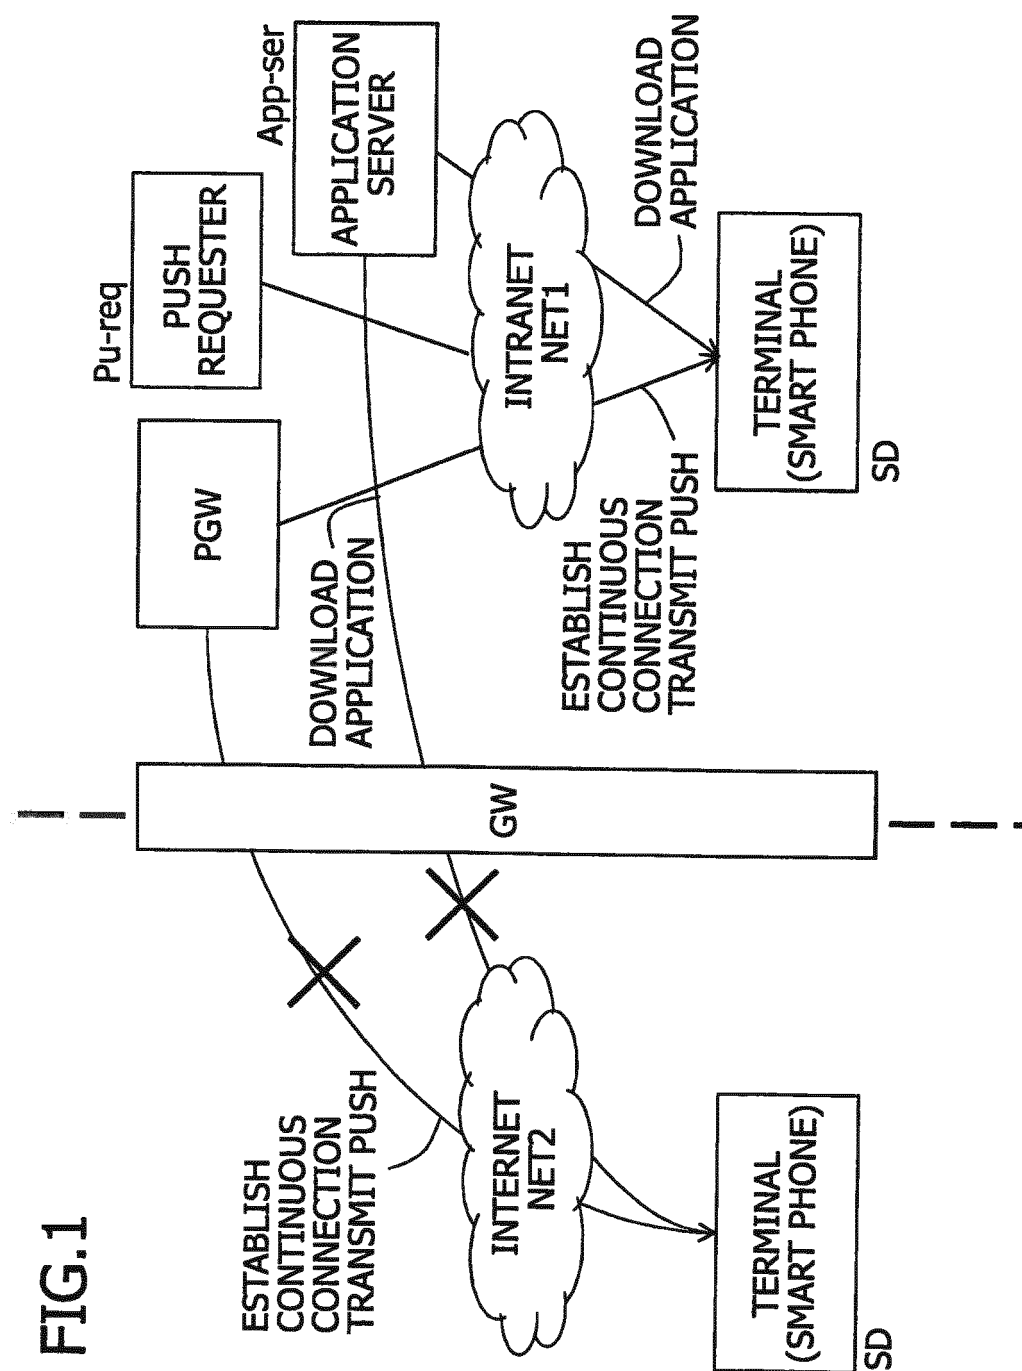 FIG.1
Pu-req
PUSH
REQUESTER
App-ser
APPLICATION
SERVER
PGW
DOWNLOAD
APPLICATION
GW
ESTABLISH
CONTINUOUS
CONNECTION
TRANSMIT PUSH
INTERNET
NET2
INTRANET
NET1
ESTABLISH
CONTINUOUS
CONNECTION
TRANSMIT PUSH
DOWNLOAD
APPLICATION
TERMINAL
(SMART PHONE)
SD
TERMINAL
(SMART PHONE)
SD